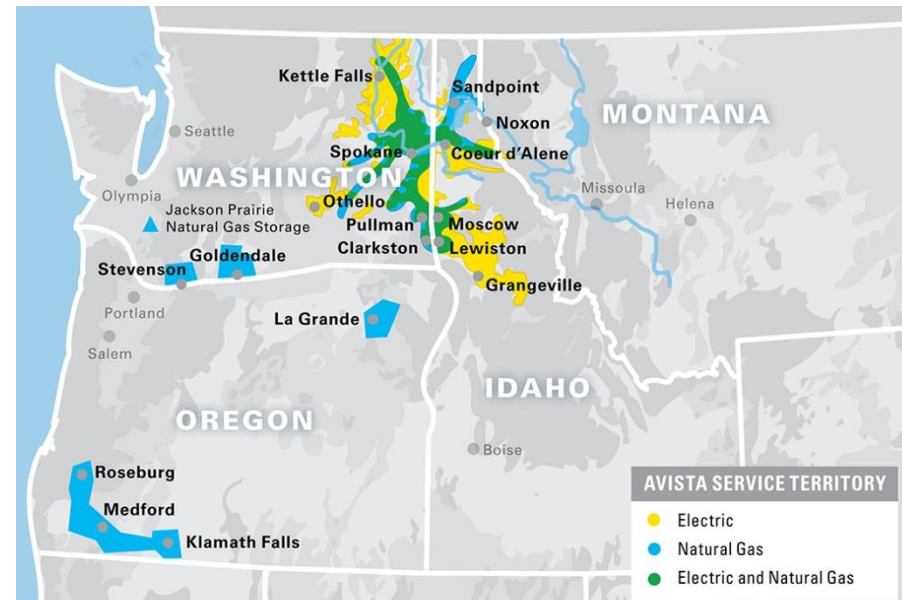 Kettle Falls
Sandpoint
MONTANA
Noxon
Seattle
Spokane
Coeur d'Alene
WASHINGTON
Missoula
Olympia
Othello
Helena
Jackson Prairie
Natural Gas Storage
Pullman
Moscow
Clarkston
Lewiston
Goldendale
Stevenson
Grangeville
Portland
La Grande
Salem
IDAHO
OREGON
Boise
Roseburg
AVISTA SERVICE TERRITORY
Medford
Electric
Klamath Falls
Natural Gas
Electric and Natural Gas